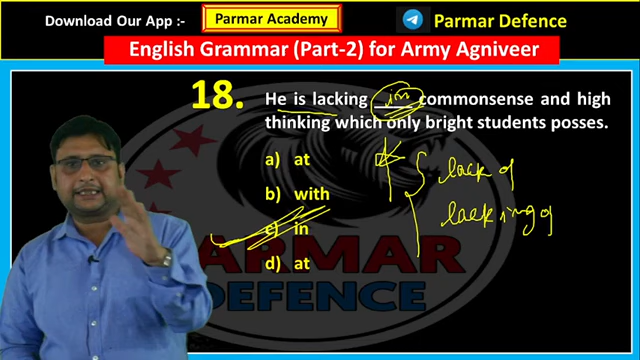 Download Our App :-
Parmar Academy
Parmar Defence
English Grammar (Part-2) for Army Agniveer
18.
He is lacking in commonsense and high
thinking which only bright students posses.
a) at
b) with
c) in
d) at
lack of
lacking of
PARMAR
DEFENCE